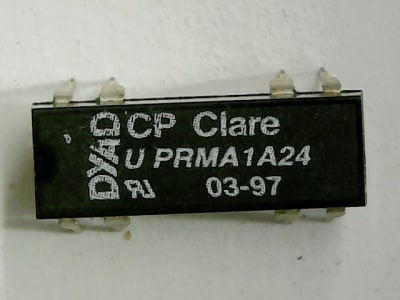 DYAD
CP Clare
U PRMA1A24
03-97